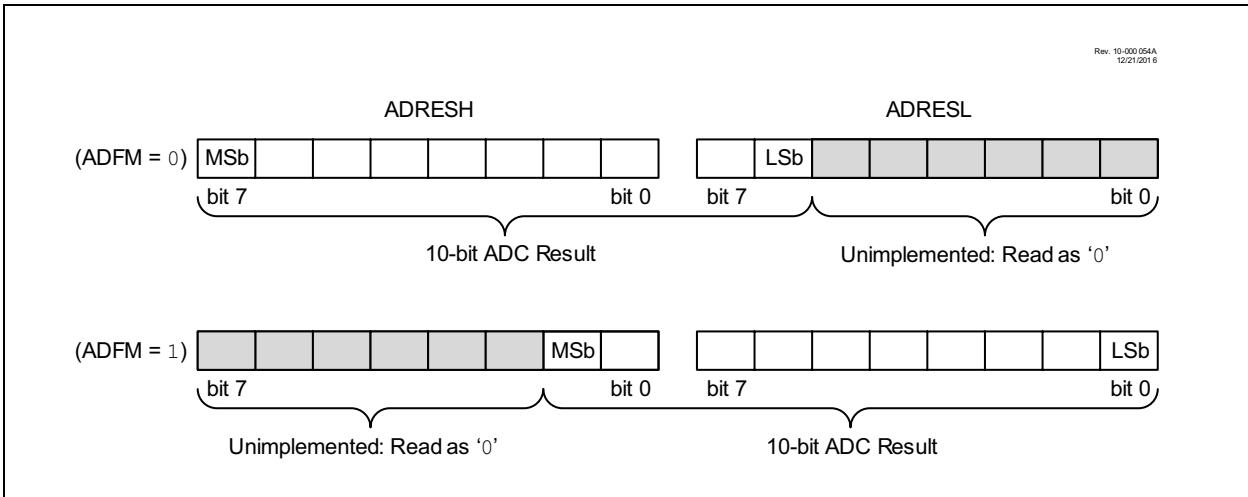 Rev. 10-000 054A
12/21/201 6
ADRESH ADRESL
(ADFM = 0) MSb LSb
bit 7 bit 0 bit 7 bit 0
10-bit ADC Result Unimplemented: Read as ‘0’
(ADFM = 1) MSb LSb
bit 7 bit 0 bit 7 bit 0
Unimplemented: Read as ‘0’ 10-bit ADC Result